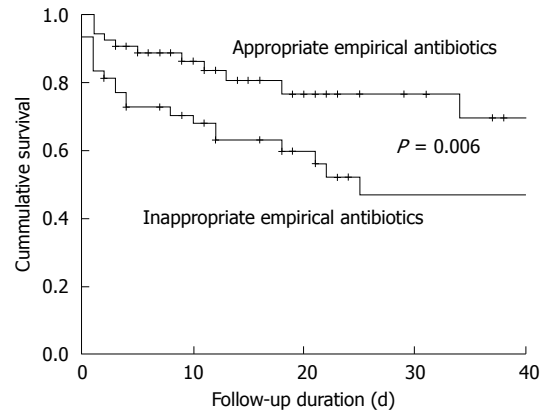 1.0
Appropriate empirical antibiotics
0.8
P = 0.006
0.6
Inappropriate empirical antibiotics
0.4
0.2
0.0
Cummulative survival
0 10 20 30 40
Follow-up duration (d)